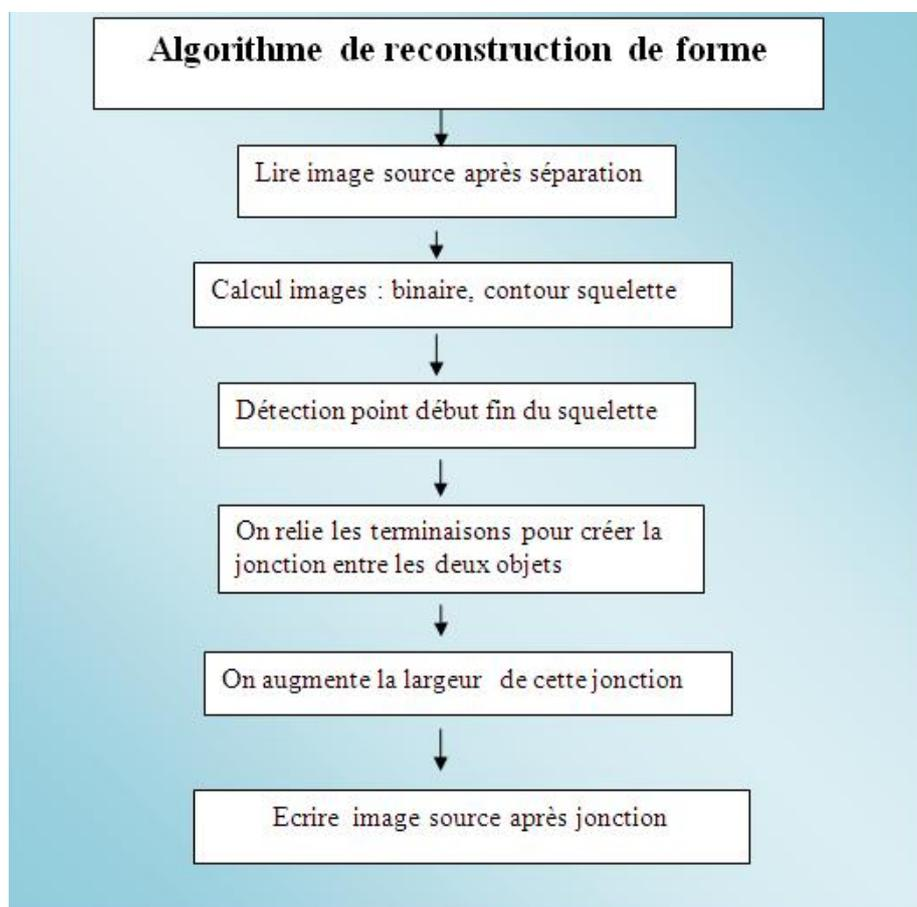 Algorithme de reconstruction de forme
Lire image source après séparation
Calcul images : binaire, contour squelette
Détection point début fin du squelette
On relie les terminaisons pour créer la
jonction entre les deux objets
On augmente la largeur de cette jonction
Ecrire image source après jonction